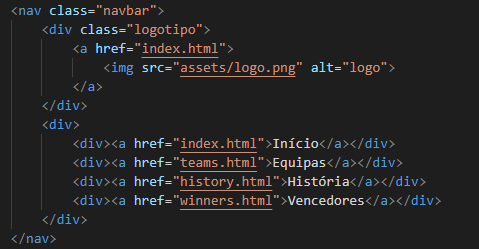 <nav class="navbar">
    <div class="logotipo">
        <a href="index.html">
            <img src="assets/logo.png" alt="logo">
        </a>
    </div>
    <div>
        <div><a href="index.html">Início</a></div>
        <div><a href="teams.html">Equipas</a></div>
        <div><a href="history.html">História</a></div>
        <div><a href="winners.html">Vencedores</a></div>
    </div>
</nav>